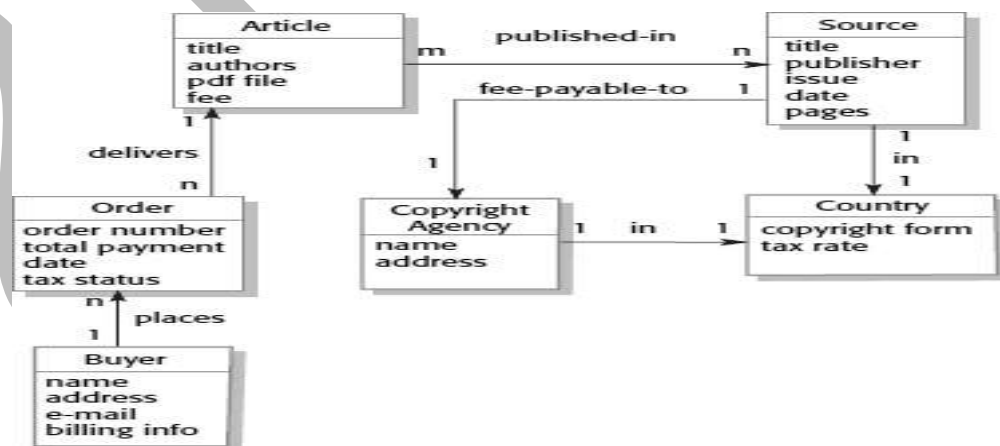 Article
title
authors
pdf file
fee
m
published-in
n
Source
title
publisher
issue
date
pages
fee-payable-to
1
1
1
delivers
n
1
in
1
Order
order number
total payment
date
tax status
Copyright
Agency
name
address
1
in
1
Country
copyright form
tax rate
n
places
1
Buyer
name
address
e-mail
billing info